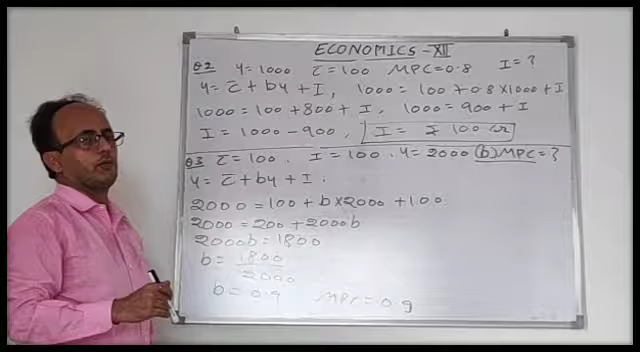 ECONOMICS - XII
Q2 Y=1000 C̅=100 MPC=0.8 I=?
Y=C̅+bY+I, 1000=100+0.8×1000+I
1000=100+800+I, 1000=900+I
I=1000-900, I=₹100 cr
Q3 C̅=100. I=100. Y=2000 (b)MPC=?
Y=C̅+bY+I.
2000=100+b×2000+100
2000=200+2000b
2000b=1800
b=1800
2000
b=0.9 MPC=0.9